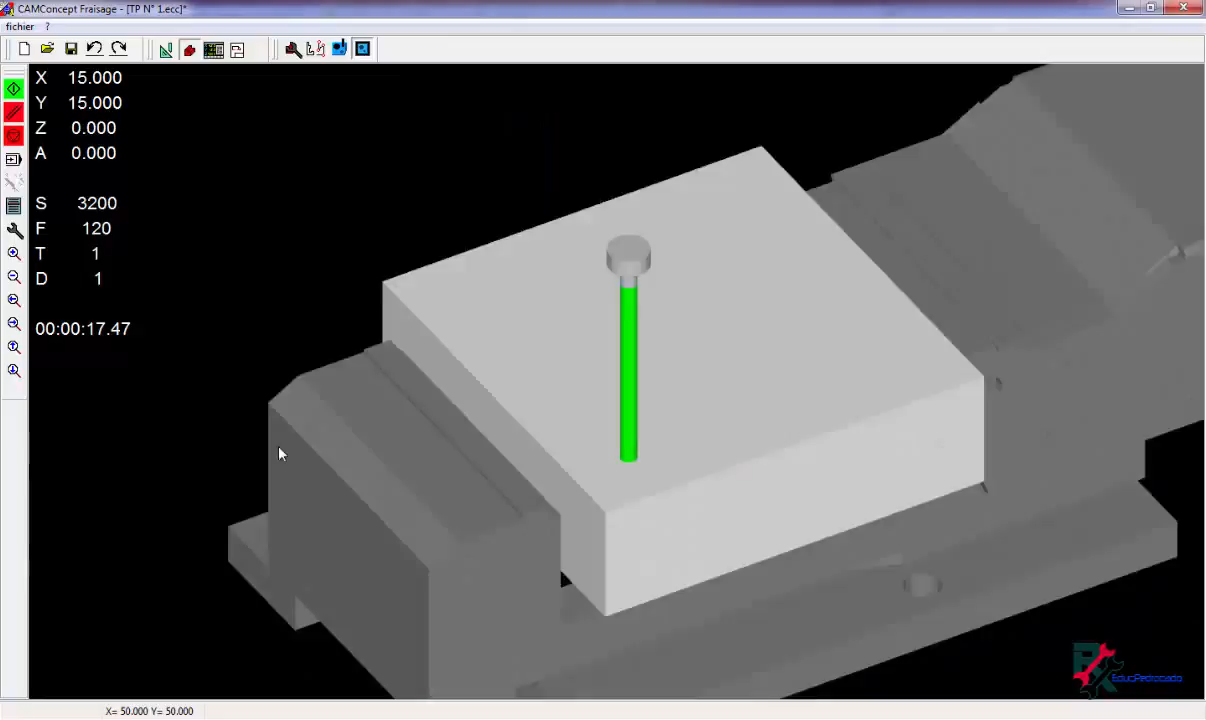 CAMConcept Fraisage - [TP N° 1.ecc]*
fichier ?
X 15.000
Y 15.000
Z 0.000
A 0.000
S 3200
F 120
T 1
D 1
00:00:17.47
EducPedromada
X= 50.000 Y= 50.000